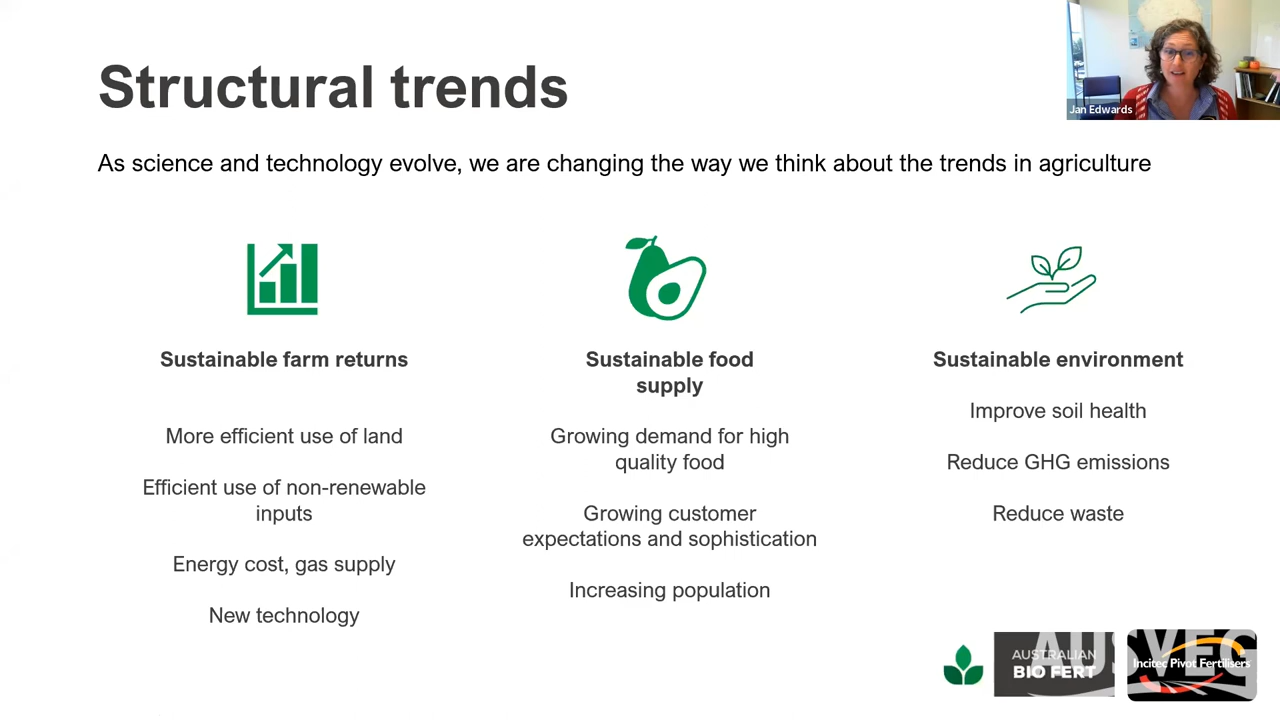 Structural trends
Jan Edwards
As science and technology evolve, we are changing the way we think about the trends in agriculture
Sustainable farm returns
More efficient use of land
Efficient use of non-renewable
inputs
Energy cost, gas supply
New technology
Sustainable food
supply
Growing demand for high
quality food
Growing customer
expectations and sophistication
Increasing population
Sustainable environment
Improve soil health
Reduce GHG emissions
Reduce waste
AUSTRALIAN
BIO FERT
Incitec Pivot Fertilisers
AUSVEG